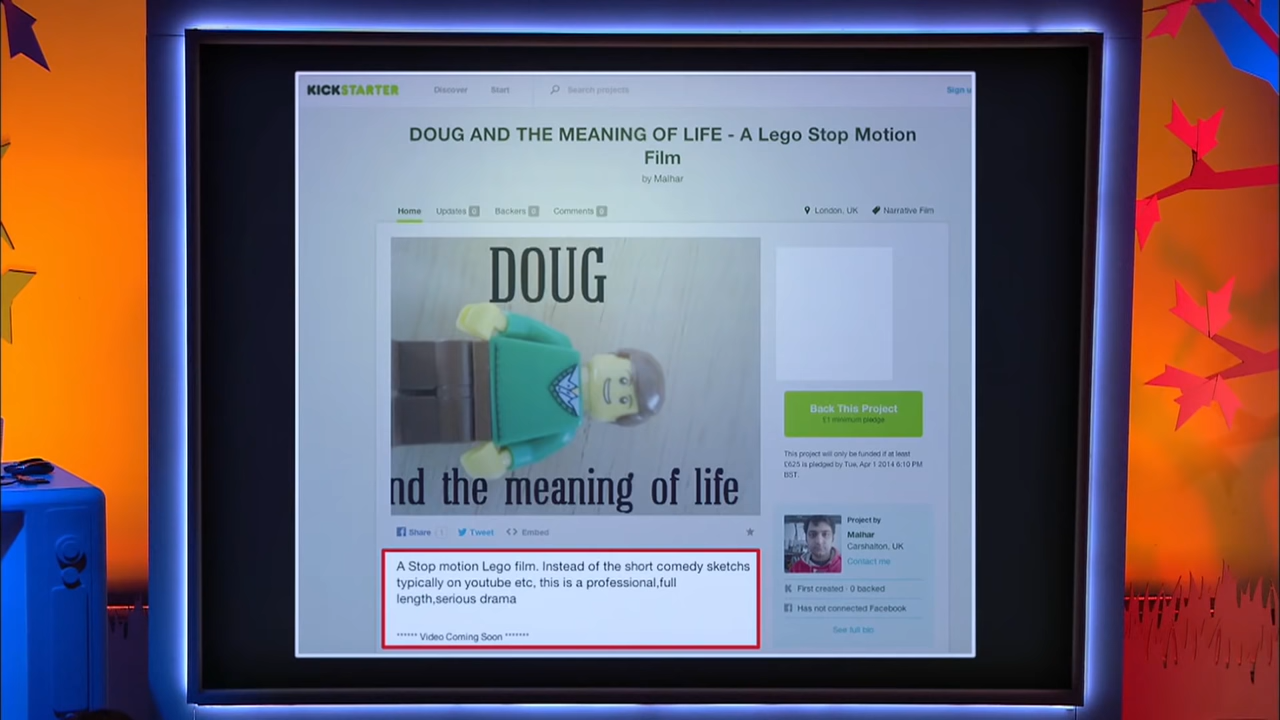 KICKSTARTER Discover Start Search projects Sign u
DOUG AND THE MEANING OF LIFE - A Lego Stop Motion
Film
by Malhar
Home Updates 0 Backers 0 Comments 0 London, UK Narrative Film
DOUG
nd the meaning of life
Back This Project
£1 minimum pledge
This project will only be funded if at least
£625 is pledged by Tue, Apr 1 2014 6:10 PM
BST.
Share 1 Tweet <> Embed
Project by
Malhar
Carshalton, UK
Contact me
First created · 0 backed
Has not connected Facebook
See full bio
A Stop motion Lego film. Instead of the short comedy sketchs
typically on youtube etc, this is a professional,full
length,serious drama
****** Video Coming Soon *******